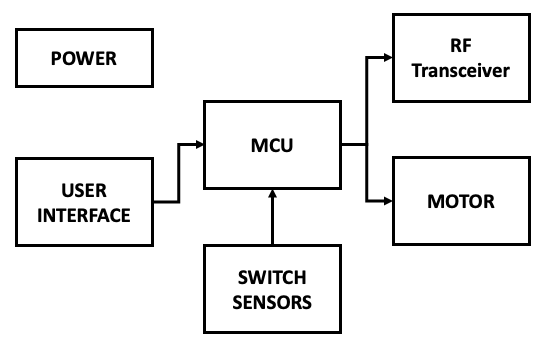 POWER
RF
Transceiver
MCU
USER
INTERFACE
MOTOR
SWITCH
SENSORS